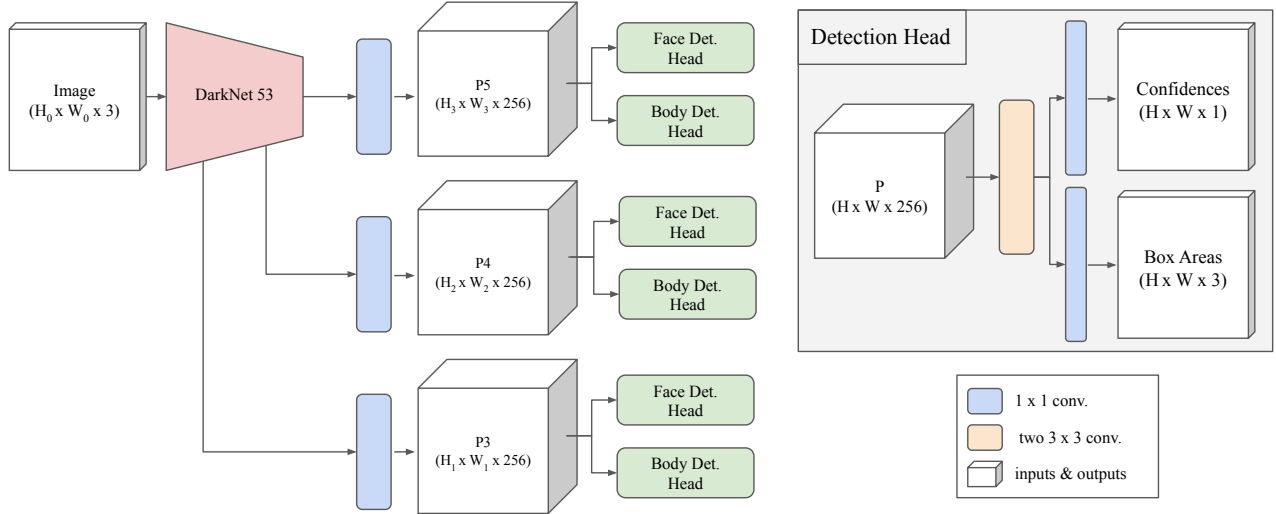 Image
(H₀ x W₀ x 3)
DarkNet 53
P5
(H₃ x W₃ x 256)
Face Det.
Head
Body Det.
Head
P4
(H₂ x W₂ x 256)
Face Det.
Head
Body Det.
Head
P3
(H₁ x W₁ x 256)
Face Det.
Head
Body Det.
Head
Detection Head
P
(H x W x 256)
Confidences
(H x W x 1)
Box Areas
(H x W x 3)
1 x 1 conv.
two 3 x 3 conv.
inputs & outputs